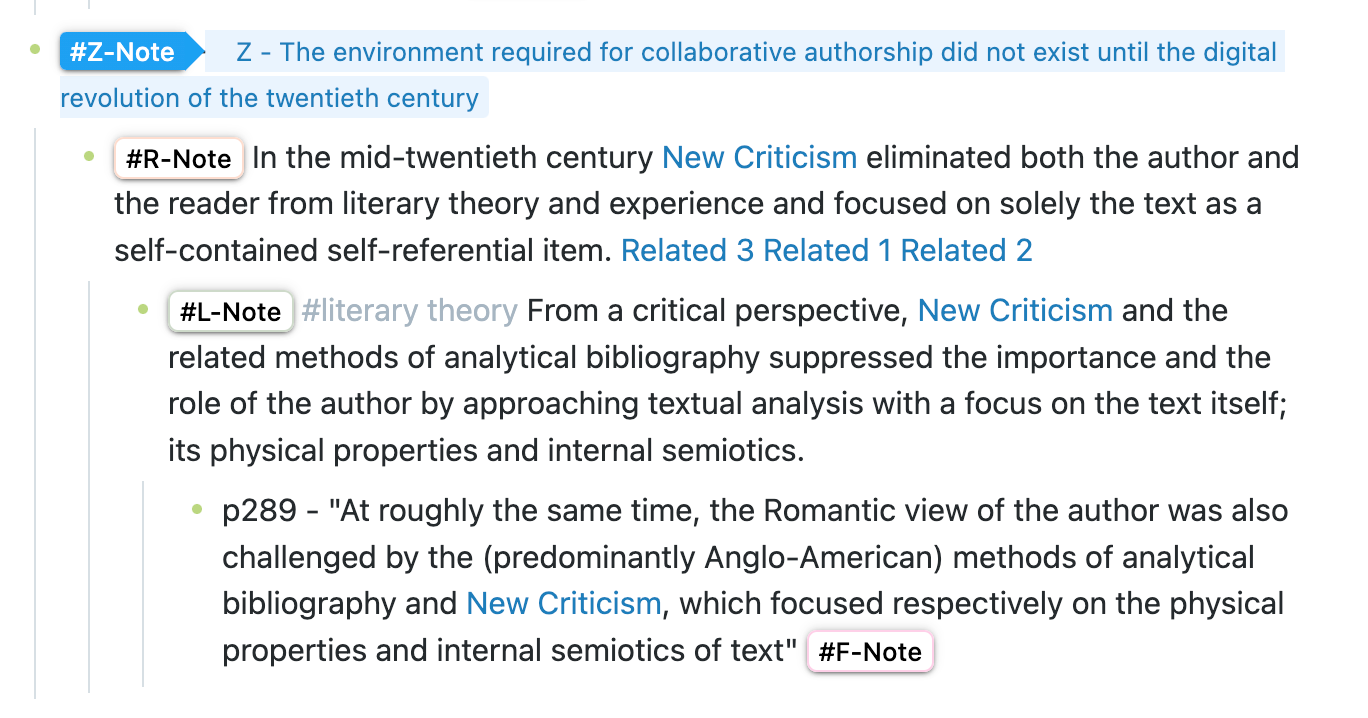 #Z-Note Z - The environment required for collaborative authorship did not exist until the digital
revolution of the twentieth century
#R-Note In the mid-twentieth century New Criticism eliminated both the author and
the reader from literary theory and experience and focused on solely the text as a
self-contained self-referential item. Related 3 Related 1 Related 2
#L-Note #literary theory From a critical perspective, New Criticism and the
related methods of analytical bibliography suppressed the importance and the
role of the author by approaching textual analysis with a focus on the text itself;
its physical properties and internal semiotics.
p289 - "At roughly the same time, the Romantic view of the author was also
challenged by the (predominantly Anglo-American) methods of analytical
bibliography and New Criticism, which focused respectively on the physical
properties and internal semiotics of text" #F-Note